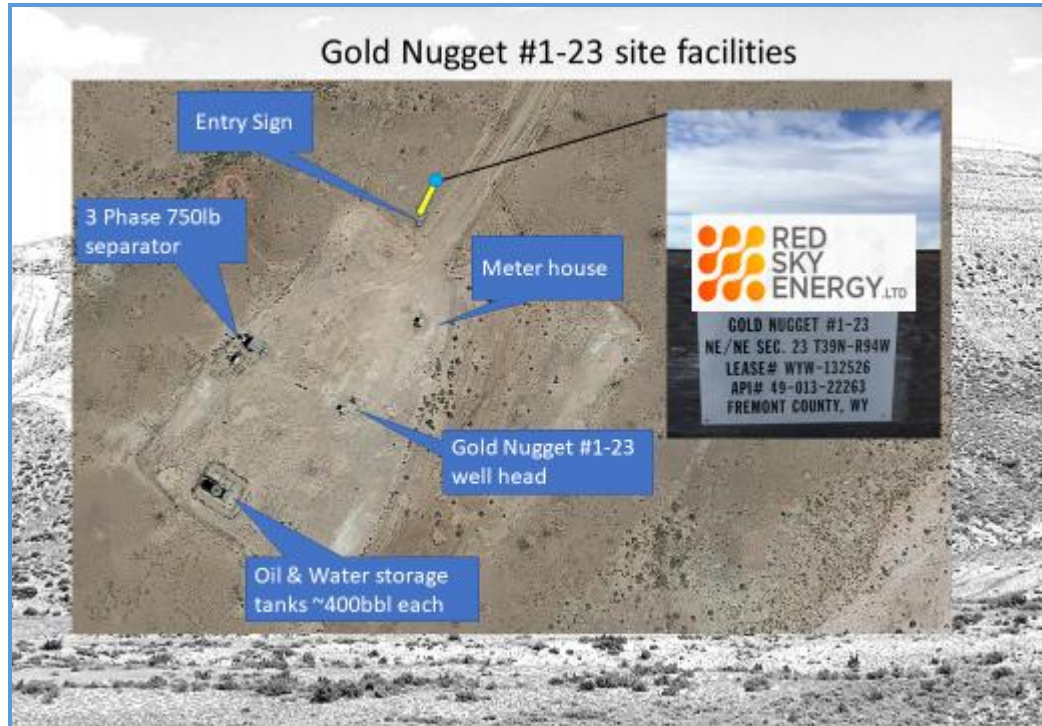 Gold Nugget #1-23 site facilities
Entry Sign
3 Phase 750lb
separator
Meter house
RED
SKY
ENERGY.LTD
GOLD NUGGET #1-23
NE/NE SEC. 23 T39N-R94W
LEASE# WYW-132526
API# 49-013-22263
FREMONT COUNTY, WY
Gold Nugget #1-23
well head
Oil & Water storage
tanks ~400bbl each